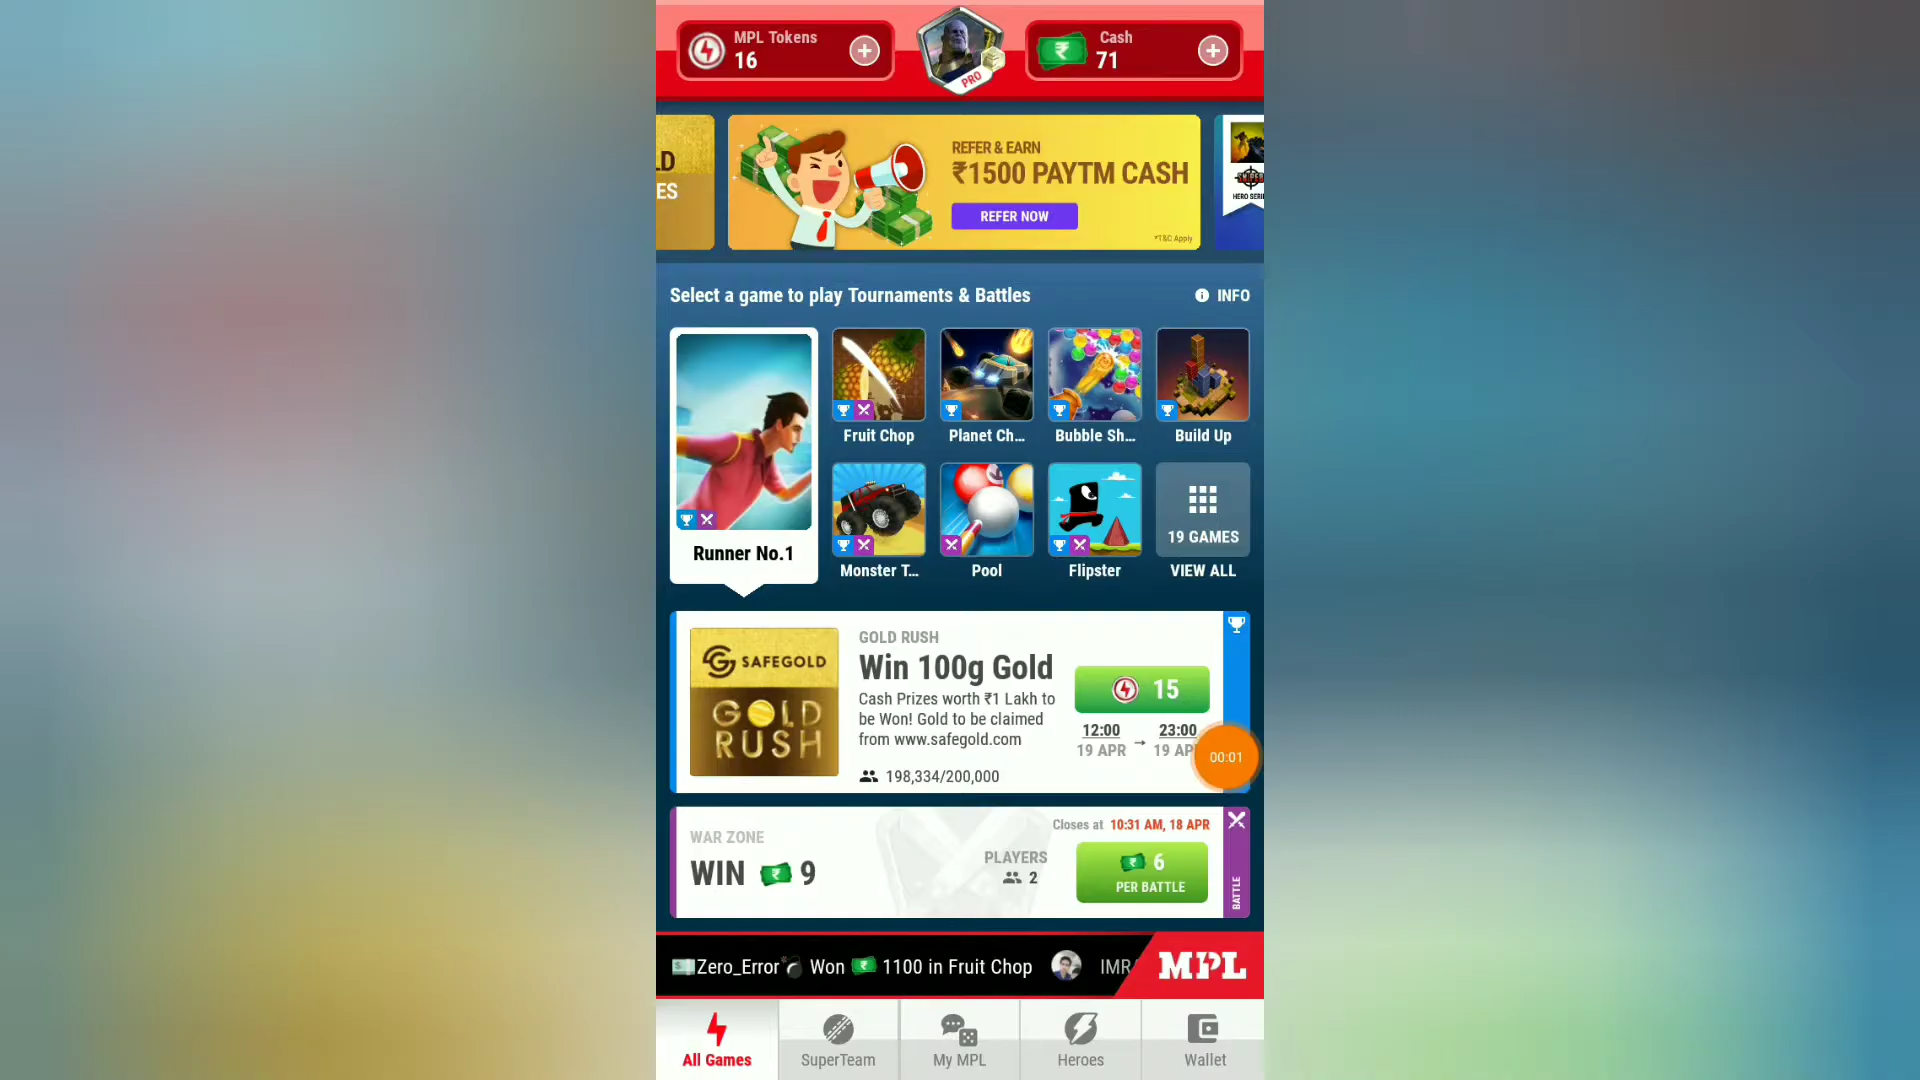 MPL Tokens
16
PRO
Cash
71
LD
ES
REFER & EARN
₹1500 PAYTM CASH
REFER NOW
*T&C Apply
SNIPER
HERO SERI
Select a game to play Tournaments & Battles
INFO
Runner No.1
Fruit Chop
Planet Ch...
Bubble Sh...
Build Up
Monster T...
Pool
Flipster
19 GAMES
VIEW ALL
SAFEGOLD
GOLD
RUSH
GOLD RUSH
Win 100g Gold
Cash Prizes worth ₹1 Lakh to
be Won! Gold to be claimed
from www.safegold.com
198,334/200,000
15
12:00 23:00
19 APR → 19 AP
00:01
WAR ZONE
WIN 9
PLAYERS
2
Closes at 10:31 AM, 18 APR
6
PER BATTLE
BATTLE
Zero_Error Won 1100 in Fruit Chop IMR
MPL
All Games
SuperTeam
My MPL
Heroes
Wallet